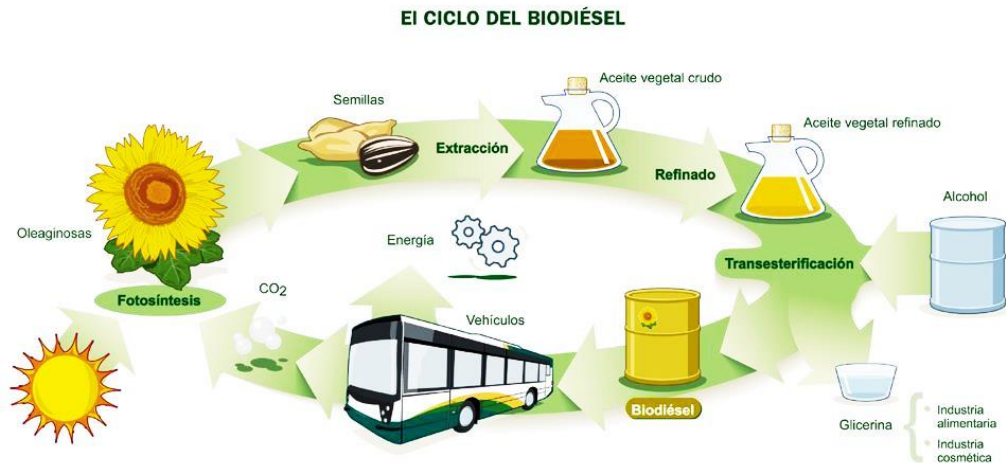 El CICLO DEL BIODIÉSEL
Aceite vegetal crudo
Semillas
Aceite vegetal refinado
Extracción
Refinado
Alcohol
Oleaginosas
Energía
Transesterificación
Fotosíntesis
CO2
Vehículos
Biodiésel
Glicerina
Industria
alimentaria
Industria
cosmética